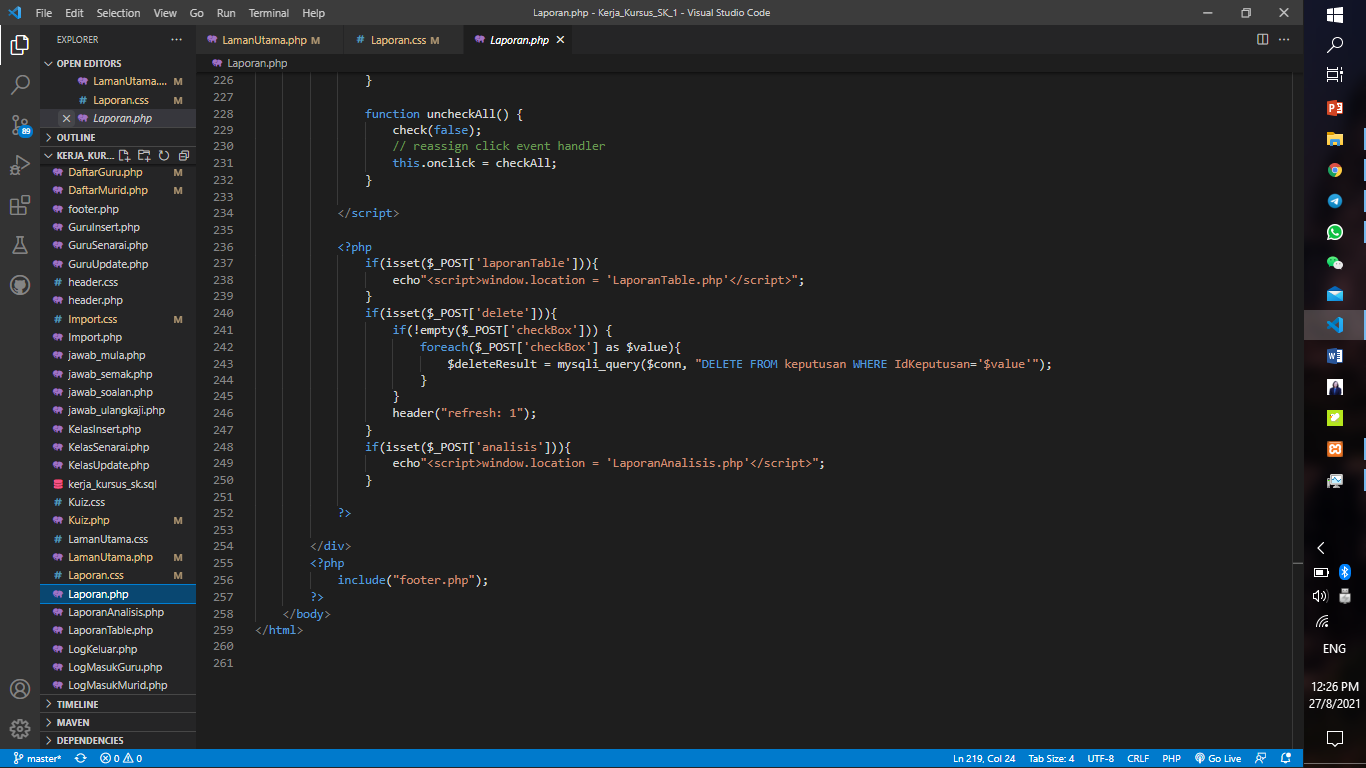 File Edit Selection View Go Run Terminal Help
Laporan.php - Kerja_Kursus_SK_1 - Visual Studio Code
EXPLORER
OPEN EDITORS
LamanUtama.... M
# Laporan.css M
Laporan.php
OUTLINE
KERJA_KUR...
DaftarGuru.php M
DaftarMurid.php M
footer.php
GuruInsert.php
GuruSenarai.php
GuruUpdate.php
# header.css
header.php
# Import.css M
Import.php
jawab_mula.php
jawab_semak.php
jawab_soalan.php
jawab_ulangkaji.php
KelasInsert.php
KelasSenarai.php
KelasUpdate.php
kerja_kursus_sk.sql
# Kuiz.css
Kuiz.php M
# LamanUtama.css
LamanUtama.php M
# Laporan.css M
Laporan.php
LaporanAnalisis.php
LaporanTable.php
LogKeluar.php
LogMasukGuru.php
LogMasukMurid.php
TIMELINE
MAVEN
DEPENDENCIES
89
LamanUtama.php M
# Laporan.css M
Laporan.php
Laporan.php
226 }
227
228 function uncheckAll() {
229 check(false);
230 // reassign click event handler
231 this.onclick = checkAll;
232 }
233
234 </script>
235
236 <?php
237 if(isset($_POST['laporanTable'])){
238 echo"<script>window.location = 'LaporanTable.php'</script>";
239 }
240 if(isset($_POST['delete'])){
241 if(!empty($_POST['checkBox'])) {
242 foreach($_POST['checkBox'] as $value){
243 $deleteResult = mysqli_query($conn, "DELETE FROM keputusan WHERE IdKeputusan='$value'");
244 }
245 }
246 header("refresh: 1");
247 }
248 if(isset($_POST['analisis'])){
249 echo"<script>window.location = 'LaporanAnalisis.php'</script>";
250 }
251
252 ?>
253
254 </div>
255 <?php
256 include("footer.php");
257 ?>
258 </body>
259 </html>
260
261
master* 0 0
Ln 219, Col 24 Tab Size: 4 UTF-8 CRLF PHP Go Live
ENG
12:26 PM
27/8/2021